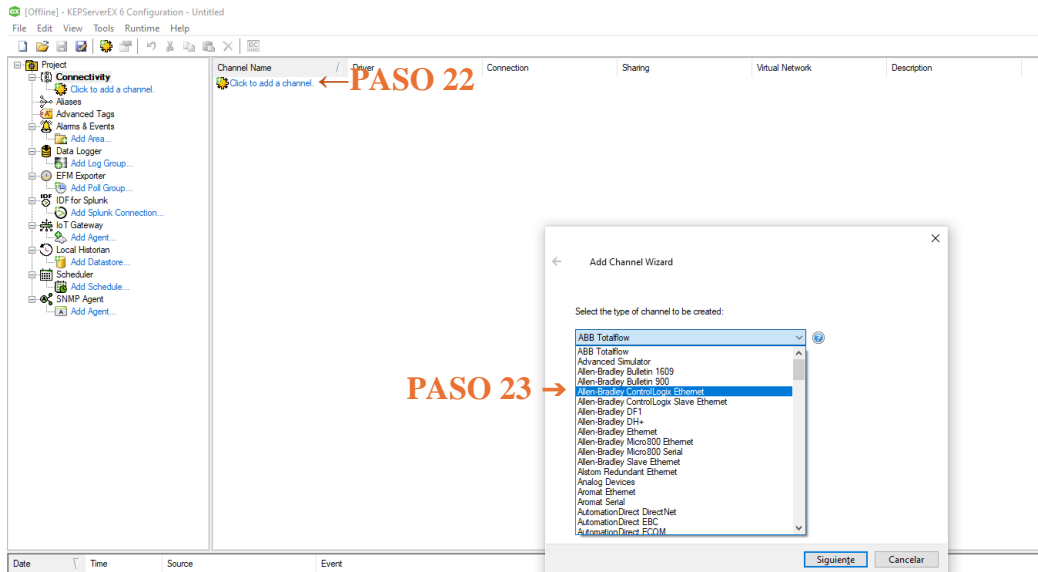 [Offline] - KEPServerEX 6 Configuration - Untitled
File Edit View Tools Runtime Help
Project
Connectivity
Click to add a channel.
Aliases
Advanced Tags
Alarms & Events
Add Area...
Data Logger
Add Log Group...
EFM Exporter
Add Poll Group...
IDF for Splunk
Add Splunk Connection...
IoT Gateway
Add Agent...
Local Historian
Add Datastore...
Scheduler
Add Schedule...
SNMP Agent
Add Agent...
Channel Name / Driver Connection Sharing Virtual Network Description
Click to add a channel. ←PASO 22
Add Channel Wizard
Select the type of channel to be created:
ABB Totalflow
ABB Totalflow
Advanced Simulator
Allen-Bradley Bulletin 1609
Allen-Bradley Bulletin 900
PASO 23 → Allen-Bradley ControlLogix Ethernet
Allen-Bradley ControlLogix Slave Ethernet
Allen-Bradley DF1
Allen-Bradley DH+
Allen-Bradley Ethernet
Allen-Bradley Micro800 Ethernet
Allen-Bradley Micro800 Serial
Allen-Bradley Slave Ethernet
Alstom Redundant Ethernet
Analog Devices
Aromat Ethernet
Aromat Serial
AutomationDirect DirectNet
AutomationDirect EBC
AutomationDirect ECOM
Siguiente Cancelar
Date Time Source Event